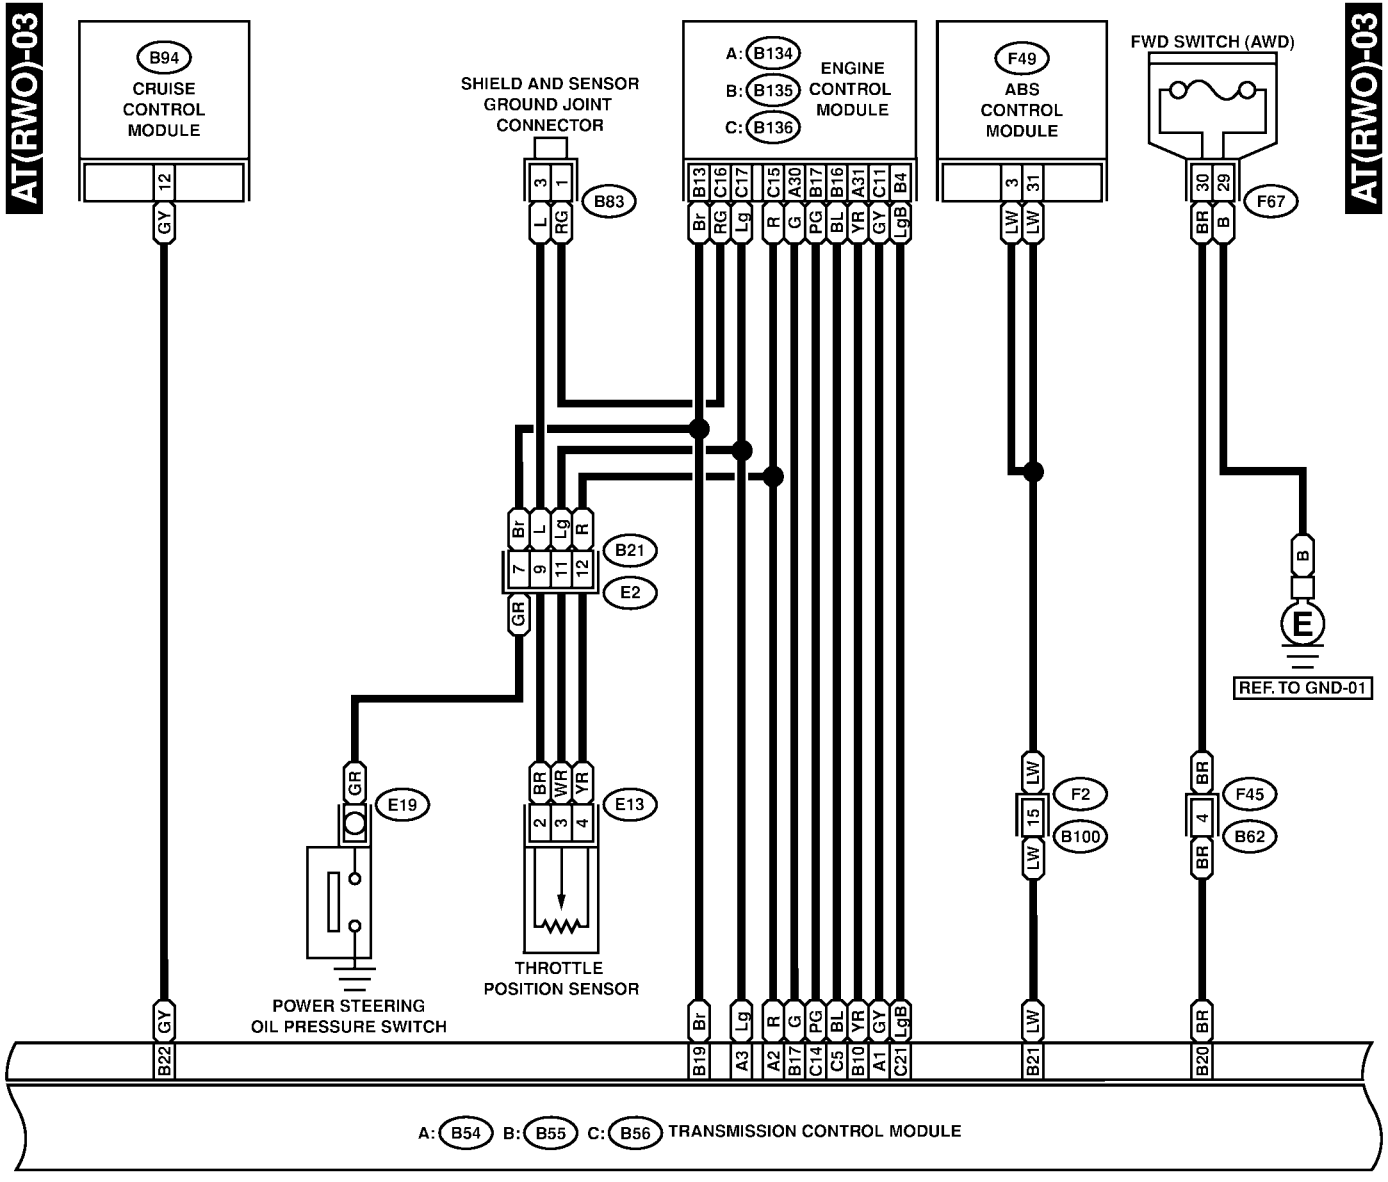 AT(RWO)-03
AT(RWO)-03
B94
CRUISE
CONTROL
MODULE
12
GY
SHIELD AND SENSOR
GROUND JOINT
CONNECTOR
3 1
B83
L RG
A: B134
B: B135
C: B136
ENGINE
CONTROL
MODULE
B13 C16 C17 C15 A30 B17 B16 A31 C11 B4
Br RG Lg R G PG BL YR GY LgB
F49
ABS
CONTROL
MODULE
3 31
LW LW
FWD SWITCH (AWD)
30 29
F67
BR B
Br L Lg R
B21
7 9 11 12
E2
GR
B
E
REF. TO GND-01
GR
E19
BR WR YR
E13
2 3 4
LW
F2
15
B100
LW
BR
F45
4
B62
BR
THROTTLE
POSITION SENSOR
POWER STEERING
OIL PRESSURE SWITCH
GY Br Lg R G PG BL YR GY LgB LW BR
B22 B19 A3 A2 B17 C14 C5 B10 A1 C21 B21 B20
A: B54 B: B55 C: B56 TRANSMISSION CONTROL MODULE